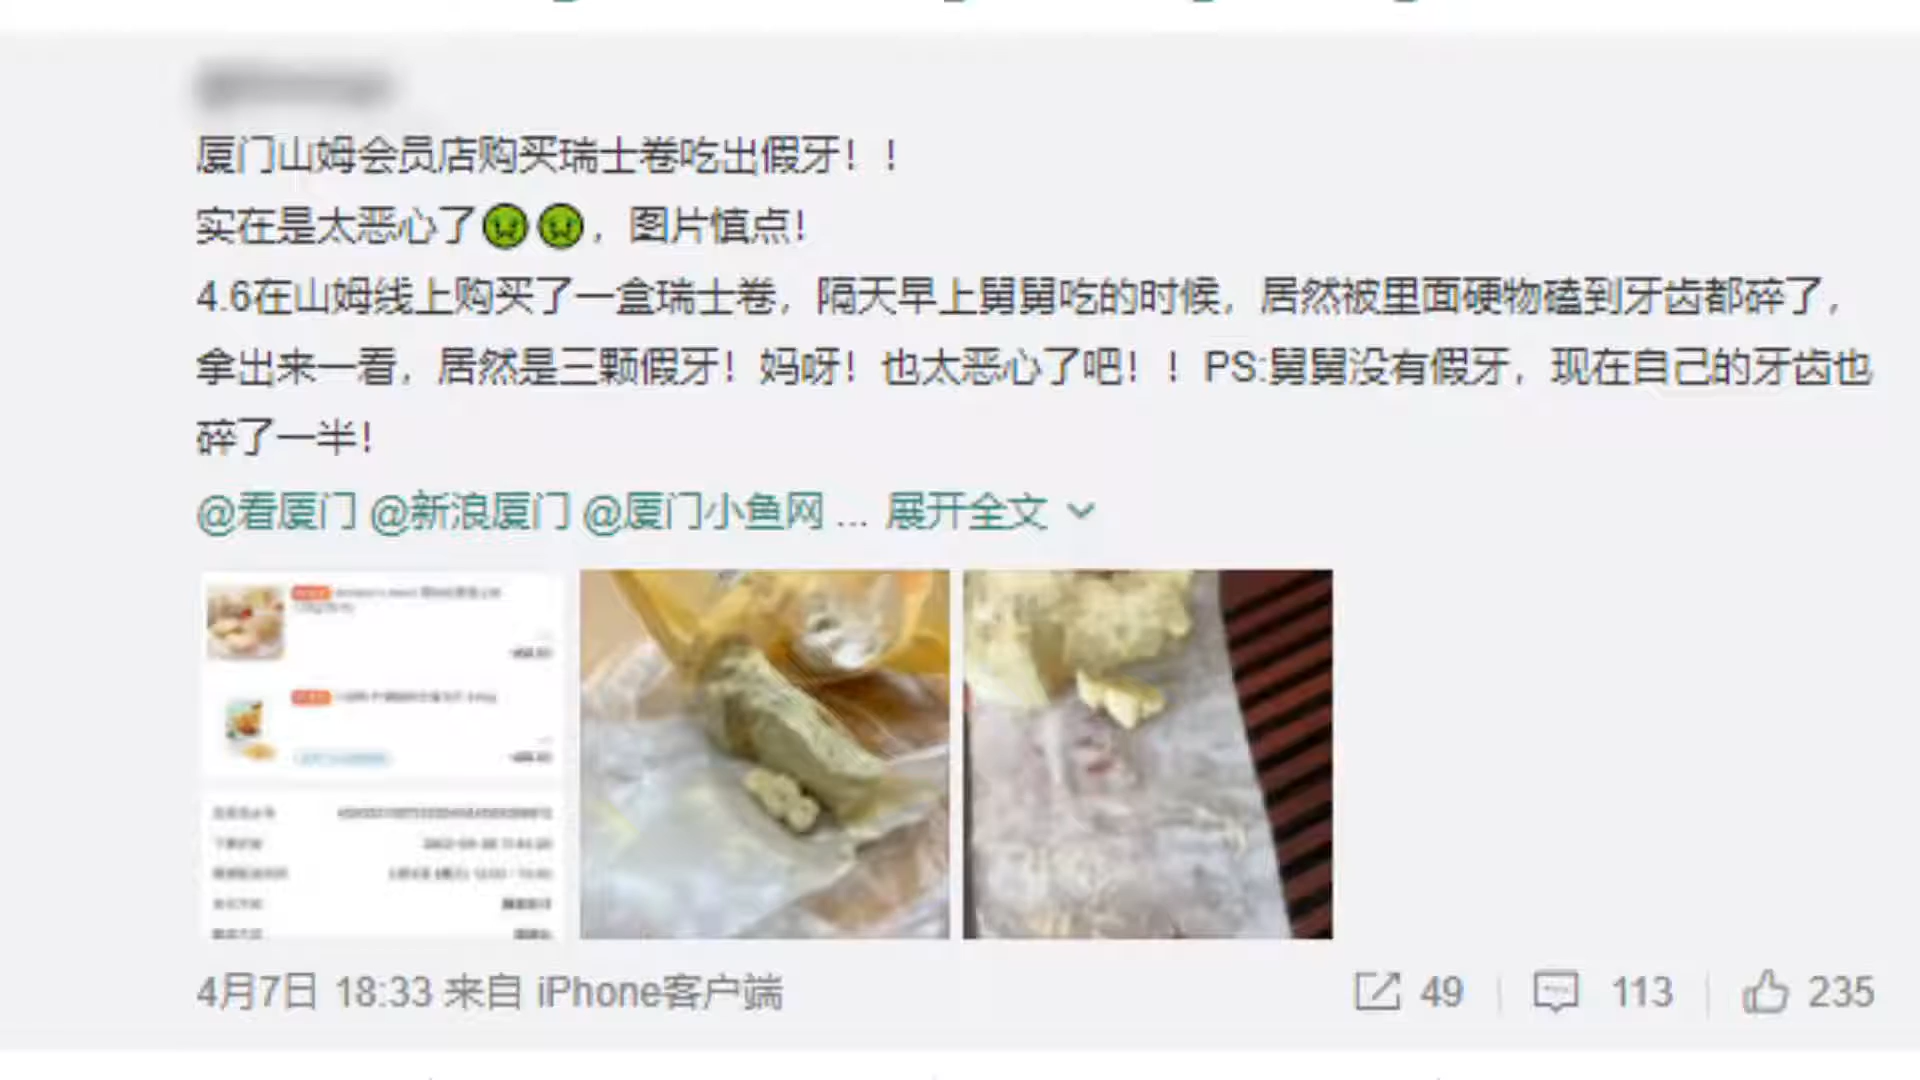 厦门山姆会员店购买瑞士卷吃出假牙！！
实在是太恶心了🤢🤢，图片慎点！
4.6在山姆线上购买了一盒瑞士卷，隔天早上舅舅吃的时候，居然被里面硬物磕到牙齿都碎了，
拿出来一看，居然是三颗假牙！妈呀！也太恶心了吧！！PS:舅舅没有假牙，现在自己的牙齿也
碎了一半！
@看厦门 @新浪厦门 @厦门小鱼网 ... 展开全文
4月7日 18:33 来自 iPhone客户端
49 113 235